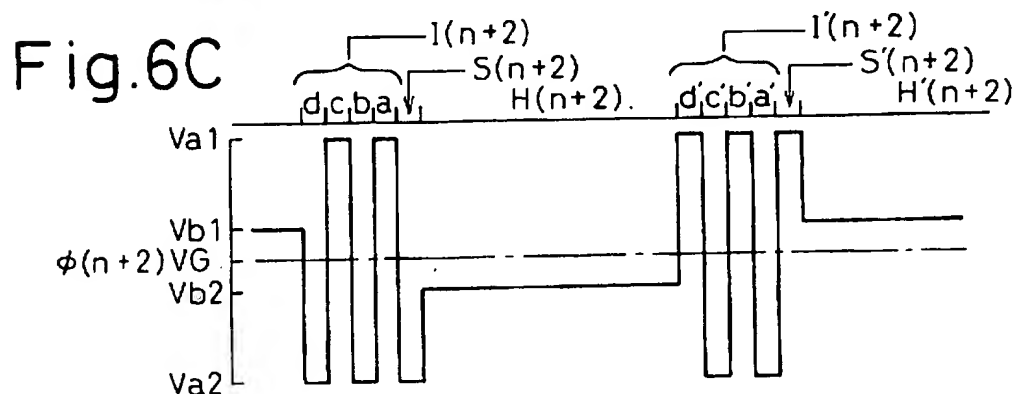 Fig.6C
I(n+2)
S(n+2)
H(n+2).
I'(n+2)
S'(n+2)
H'(n+2)
d c b a
d' c' b' a'
Va1
Vb1
φ(n+2) VG
Vb2
Va2